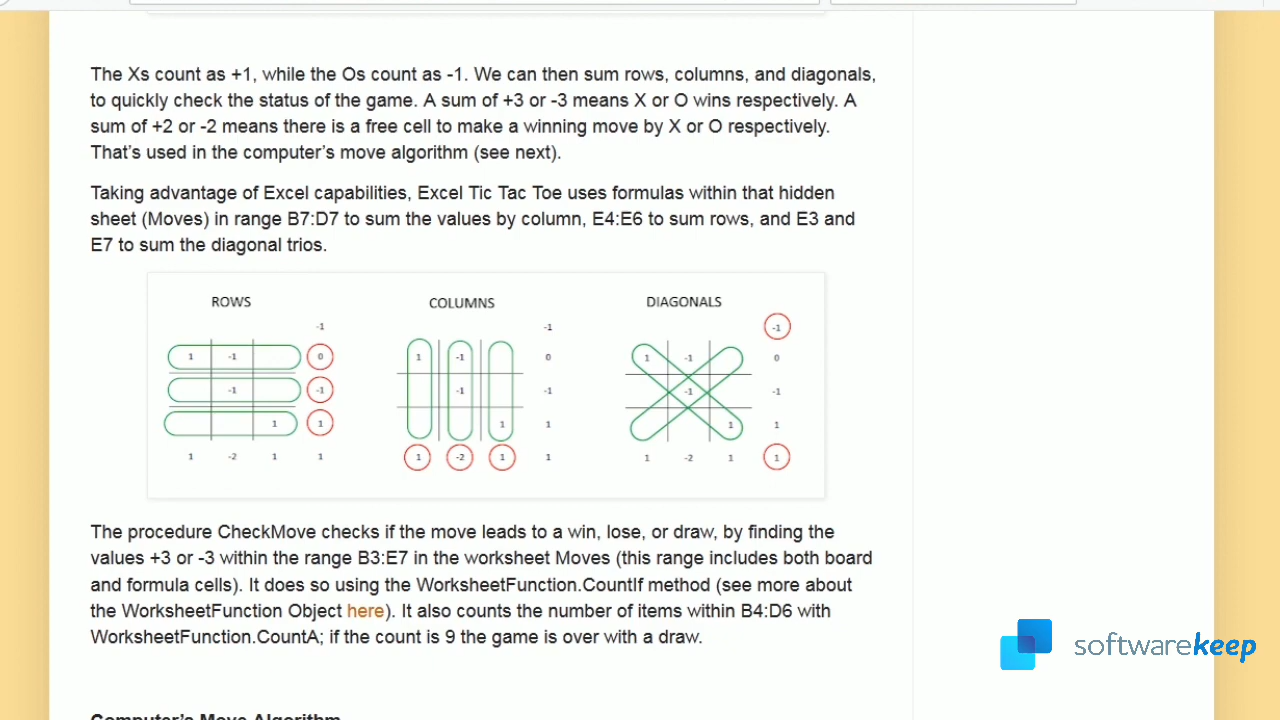 The Xs count as +1, while the Os count as -1. We can then sum rows, columns, and diagonals,
to quickly check the status of the game. A sum of +3 or -3 means X or O wins respectively. A
sum of +2 or -2 means there is a free cell to make a winning move by X or O respectively.
That's used in the computer's move algorithm (see next).
Taking advantage of Excel capabilities, Excel Tic Tac Toe uses formulas within that hidden
sheet (Moves) in range B7:D7 to sum the values by column, E4:E6 to sum rows, and E3 and
E7 to sum the diagonal trios.
ROWS
-1
1 -1 0
-1 -1
1 1
1 -2 1 1
COLUMNS
-1
1 -1 0
-1 -1
1 1
1 -2 1 1
DIAGONALS
-1
1 -1 0
-1 -1
1 1
1 -2 1 1
The procedure CheckMove checks if the move leads to a win, lose, or draw, by finding the
values +3 or -3 within the range B3:E7 in the worksheet Moves (this range includes both board
and formula cells). It does so using the WorksheetFunction.CountIf method (see more about
the WorksheetFunction Object here). It also counts the number of items within B4:D6 with
WorksheetFunction.CountA; if the count is 9 the game is over with a draw.
softwarekeep
Computer's Move Algorithm